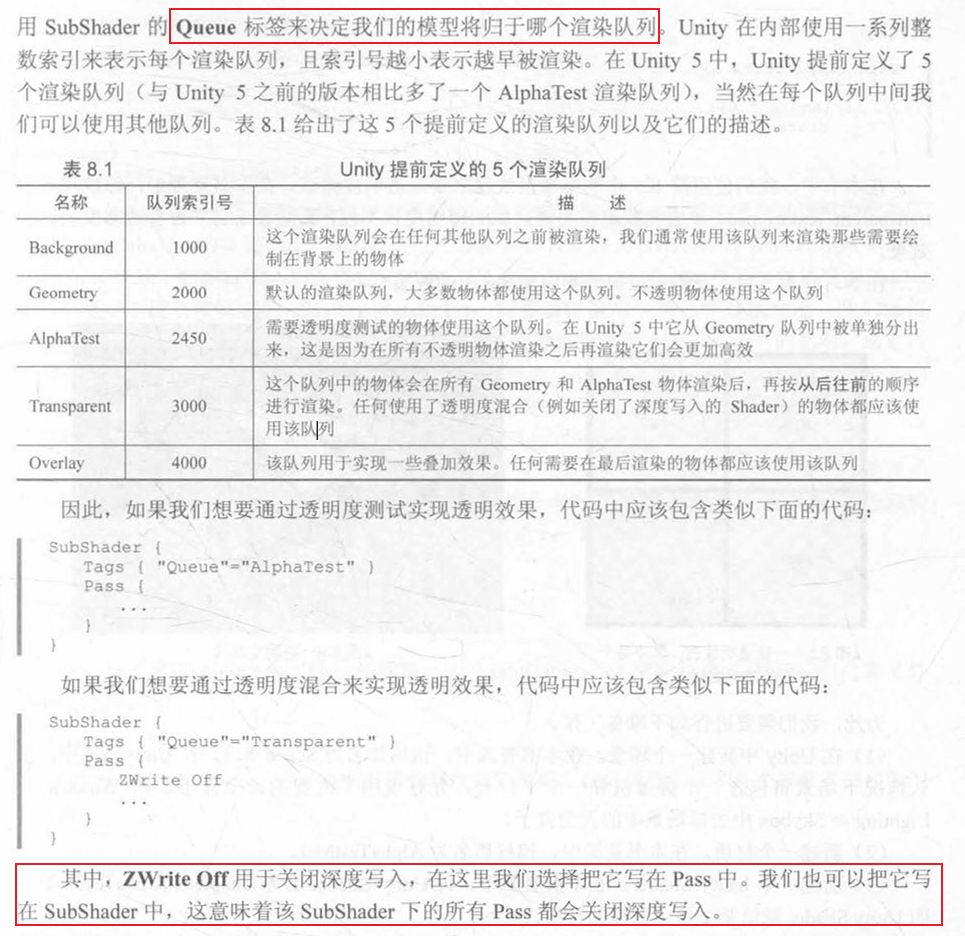 用 SubShader 的 Queue 标签来决定我们的模型将归于哪个渲染队列。Unity 在内部使用一系列整
数索引来表示每个渲染队列，且索引号越小表示越早被渲染。在 Unity 5 中，Unity 提前定义了 5
个渲染队列（与 Unity 5 之前的版本相比多了一个 AlphaTest 渲染队列），当然在每个队列中间我
们可以使用其他队列。表 8.1 给出了这 5 个提前定义的渲染队列以及它们的描述。
表 8.1 Unity 提前定义的 5 个渲染队列
名称 队列索引号 描 述
Background 1000 这个渲染队列会在任何其他队列之前被渲染，我们通常使用该队列来渲染那些需要绘
制在背景上的物体
Geometry 2000 默认的渲染队列，大多数物体都使用这个队列。不透明物体使用这个队列
AlphaTest 2450 需要透明度测试的物体使用这个队列。在 Unity 5 中它从 Geometry 队列中被单独分出
来，这是因为在所有不透明物体渲染之后再渲染它们会更加高效
Transparent 3000 这个队列中的物体会在所有 Geometry 和 AlphaTest 物体渲染后，再按从后往前的顺序
进行渲染。任何使用了透明度混合（例如关闭了深度写入的 Shader）的物体都应该使
用该队列
Overlay 4000 该队列用于实现一些叠加效果。任何需要在最后渲染的物体都应该使用该队列
因此，如果我们想要通过透明度测试实现透明效果，代码中应该包含类似下面的代码：
SubShader {
Tags { "Queue"="AlphaTest" }
Pass {
...
}
}
如果我们想要通过透明度混合来实现透明效果，代码中应该包含类似下面的代码：
SubShader {
Tags { "Queue"="Transparent" }
Pass {
ZWrite Off
...
}
}
其中，ZWrite Off 用于关闭深度写入，在这里我们选择把它写在 Pass 中。我们也可以把它写
在 SubShader 中，这意味着该 SubShader 下的所有 Pass 都会关闭深度写入。